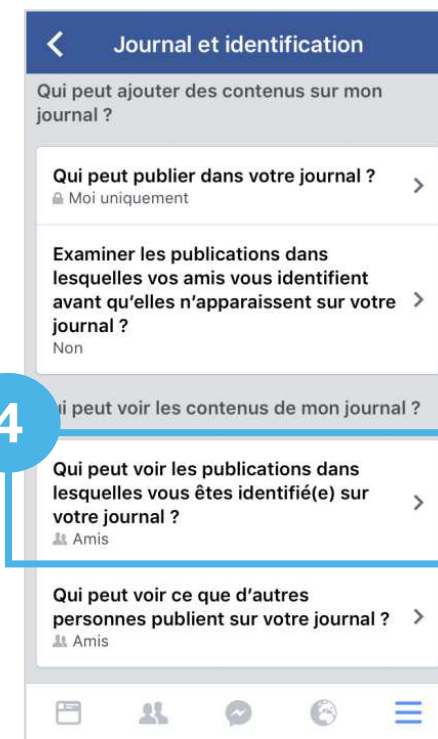 Journal et identification
Qui peut ajouter des contenus sur mon
journal ?
Qui peut publier dans votre journal ?
Moi uniquement
Examiner les publications dans
lesquelles vos amis vous identifient
avant qu'elles n'apparaissent sur votre
journal ?
Non
4
ui peut voir les contenus de mon journal ?
Qui peut voir les publications dans
lesquelles vous êtes identifié(e) sur
votre journal ?
Amis
Qui peut voir ce que d'autres
personnes publient sur votre journal ?
Amis